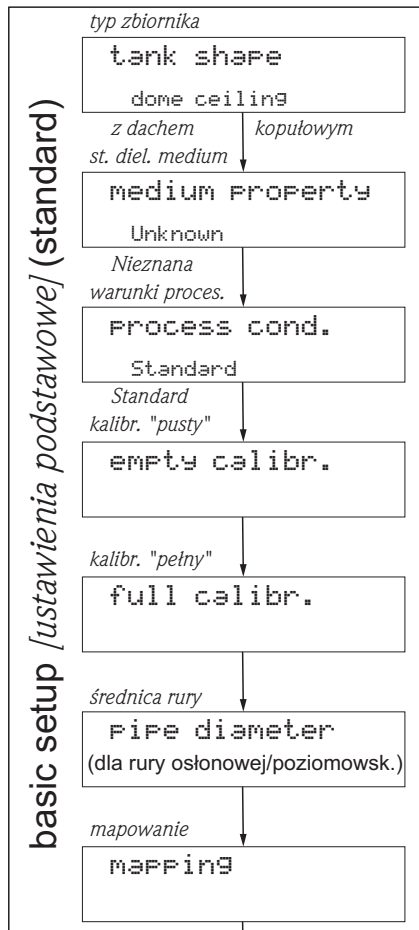 basic setup [ustawienia podstawowe] (standard)
typ zbiornika
tank shape
dome ceiling
z dachem kopułowym
st. diel. medium
medium property
Unknown
Nieznana
warunki proces.
process cond.
Standard
Standard
kalibr. "pusty"
empty calibr.
kalibr. "pełny"
full calibr.
średnica rury
pipe diameter
(dla rury osłonowej/poziomowsk.)
mapowanie
mapping